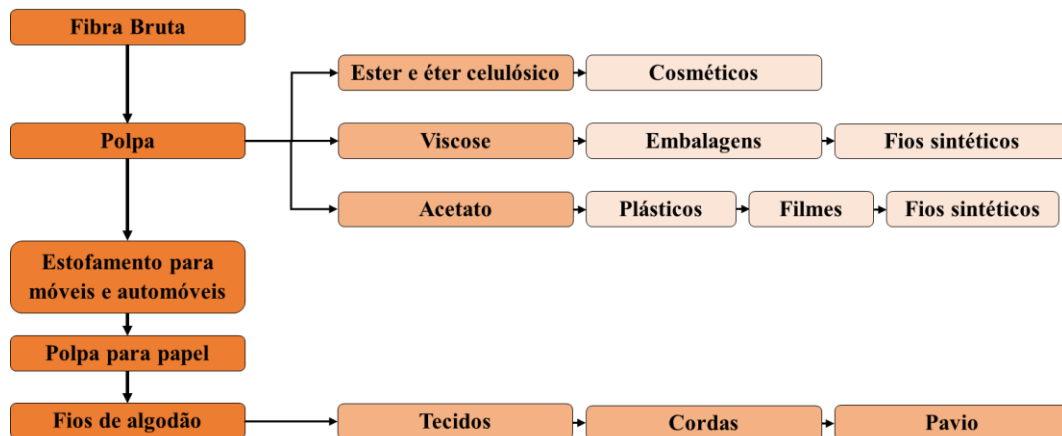 Fibra Bruta
Ester e éter celulósico
Cosméticos
Polpa
Viscose
Embalagens
Fios sintéticos
Acetato
Plásticos
Filmes
Fios sintéticos
Estofamento para
móveis e automóveis
Polpa para papel
Fios de algodão
Tecidos
Cordas
Pavio